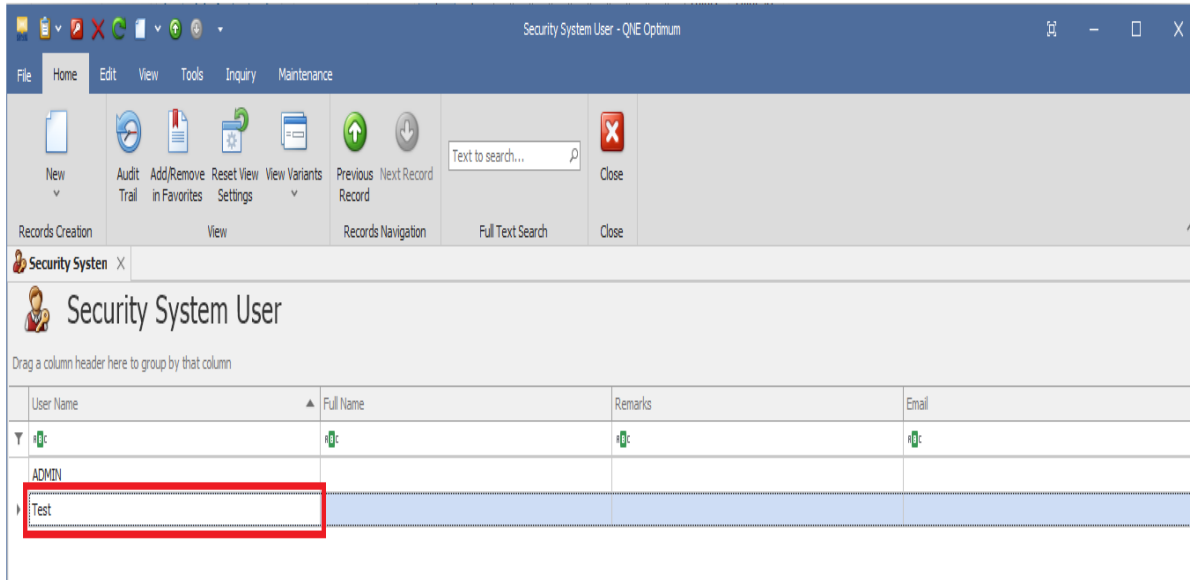 Security System User - QNE Optimum
File Home Edit View Tools Inquiry Maintenance
New Audit Trail Add/Remove in Favorites Reset View Settings View Variants Previous Record Next Record Text to search... Close
Records Creation View Records Navigation Full Text Search Close
Security System
Security System User
Drag a column header here to group by that column
User Name Full Name Remarks Email
ADMIN
Test